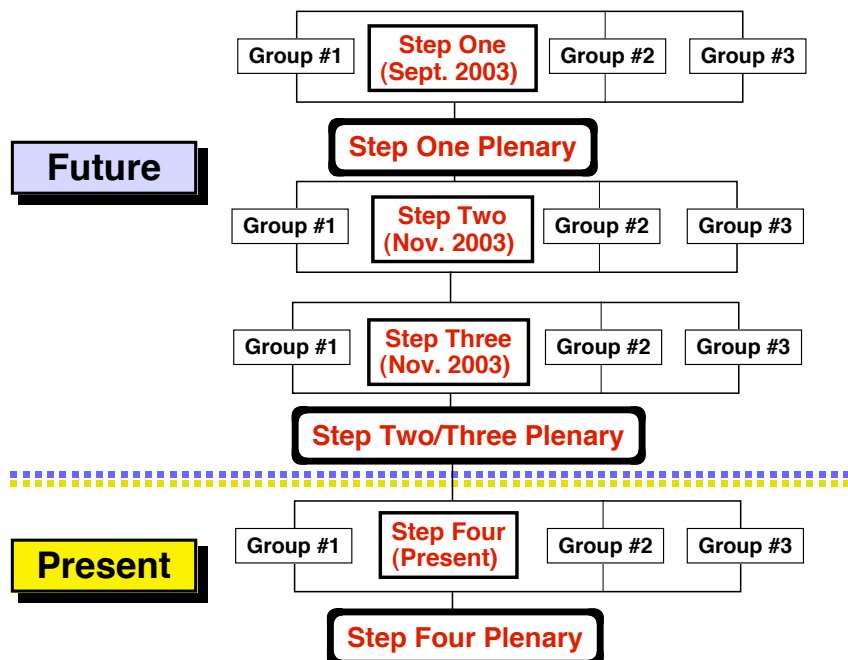 Group #1
Step One
(Sept. 2003)
Group #2
Group #3
Step One Plenary
Future
Group #1
Step Two
(Nov. 2003)
Group #2
Group #3
Group #1
Step Three
(Nov. 2003)
Group #2
Group #3
Step Two/Three Plenary
Group #1
Step Four
(Present)
Group #2
Group #3
Present
Step Four Plenary